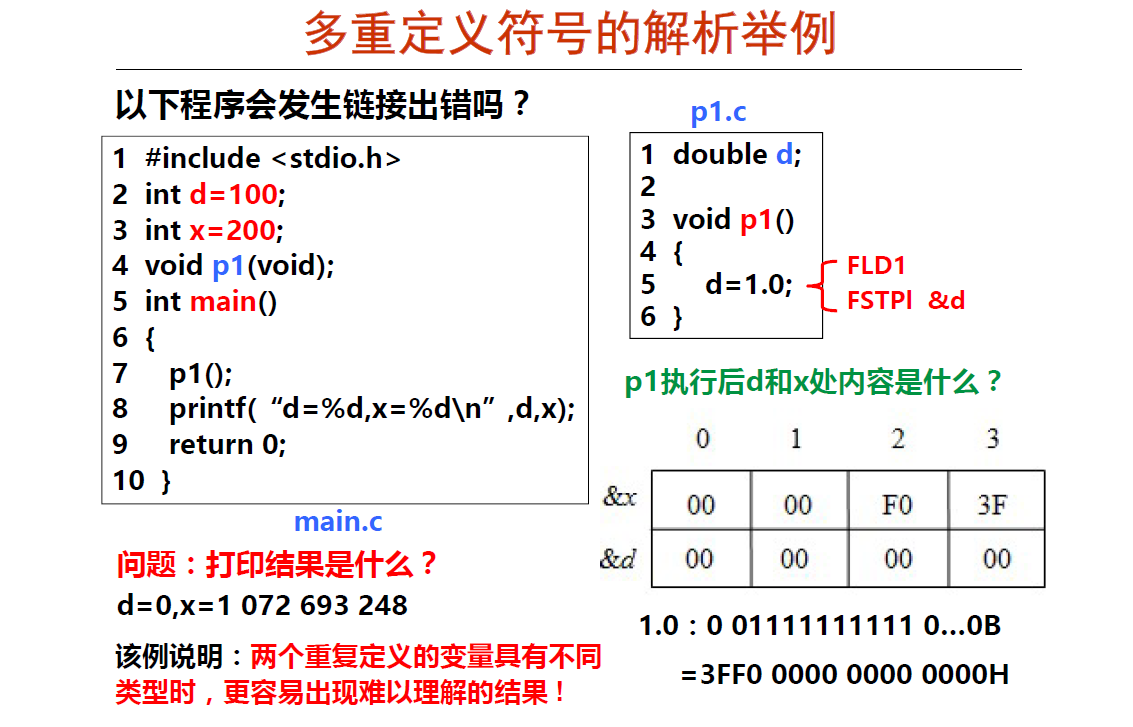 多重定义符号的解析举例
以下程序会发生链接出错吗？
1 #include <stdio.h>
2 int d=100;
3 int x=200;
4 void p1(void);
5 int main()
6 {
7 p1();
8 printf( “d=%d,x=%d\n” ,d,x);
9 return 0;
10 }
main.c
问题：打印结果是什么？
d=0,x=1 072 693 248
该例说明：两个重复定义的变量具有不同
类型时，更容易出现难以理解的结果！
p1.c
1 double d;
2
3 void p1()
4 {
5 d=1.0;
6 }
FLD1
FSTPl &d
p1执行后d和x处内容是什么？
0 1 2 3
&x 00 00 F0 3F
&d 00 00 00 00
1.0：0 01111111111 0...0B
=3FF0 0000 0000 0000H